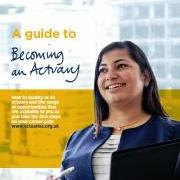 A guide to
Becoming
an Actuary
How to qualify as an
actuary and the range
of opportunities that
are available to you as
you take the first steps
on your career path
www.actuaries.org.uk